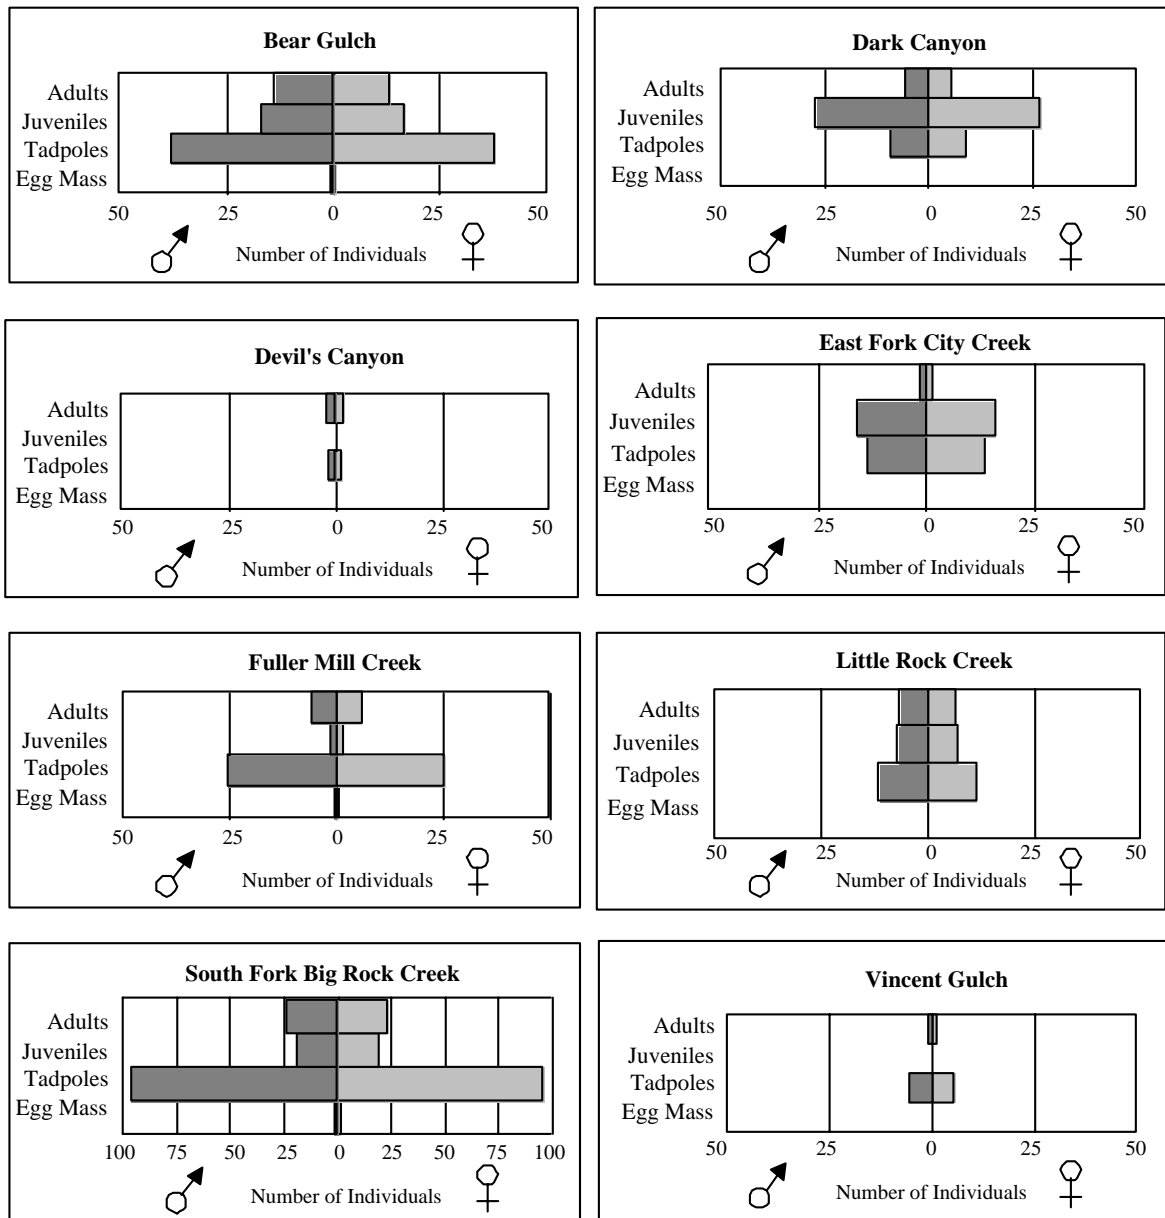 Bear Gulch
Adults
Juveniles
Tadpoles
Egg Mass
50 25 0 25 50
Number of Individuals
Dark Canyon
Adults
Juveniles
Tadpoles
Egg Mass
50 25 0 25 50
Number of Individuals
Devil's Canyon
Adults
Juveniles
Tadpoles
Egg Mass
50 25 0 25 50
Number of Individuals
East Fork City Creek
Adults
Juveniles
Tadpoles
Egg Mass
50 25 0 25 50
Number of Individuals
Fuller Mill Creek
Adults
Juveniles
Tadpoles
Egg Mass
50 25 0 25 50
Number of Individuals
Little Rock Creek
Adults
Juveniles
Tadpoles
Egg Mass
50 25 0 25 50
Number of Individuals
South Fork Big Rock Creek
Adults
Juveniles
Tadpoles
Egg Mass
100 75 50 25 0 25 50 75 100
Number of Individuals
Vincent Gulch
Adults
Juveniles
Tadpoles
Egg Mass
50 25 0 25 50
Number of Individuals